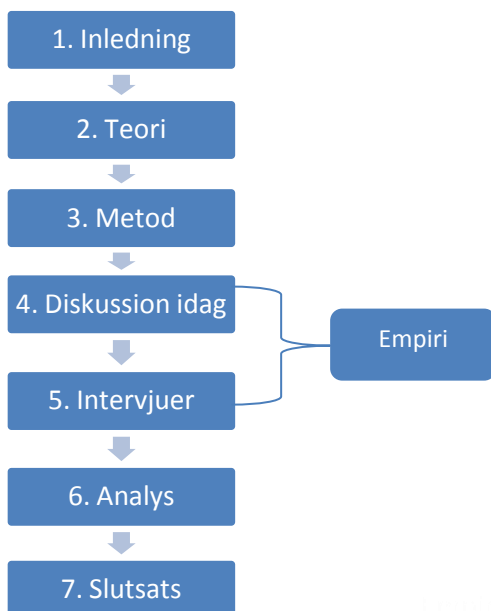 1. Inledning
2. Teori
3. Metod
4. Diskussion idag
Empiri
5. Intervjuer
6. Analys
7. Slutsats